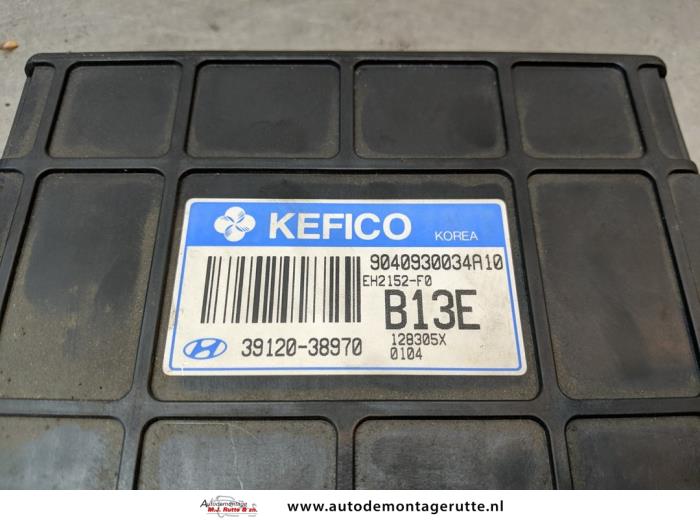 KEFICO KOREA
9040930034A10
EH2152-F0
B13E
39120-38970
128305X
0104
Autodemontage
M.J. Rutte & zn.
www.autodemontagerutte.nl